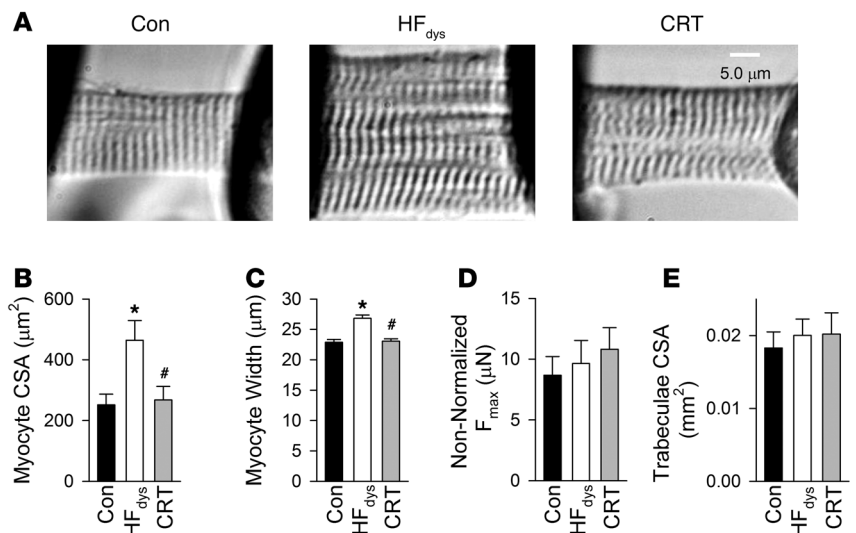 A
Con
HFdys
CRT
5.0 μm
B
Myocyte CSA (μm²)
600
400
200
0
*
#
Con
HFdys
CRT
C
Myocyte Width (μm)
30
25
20
15
10
5
0
*
#
Con
HFdys
CRT
D
Non-Normalized
Fmax (μN)
15
10
5
0
Con
HFdys
CRT
E
Trabeculae CSA
(mm²)
0.02
0.01
0.00
Con
HFdys
CRT